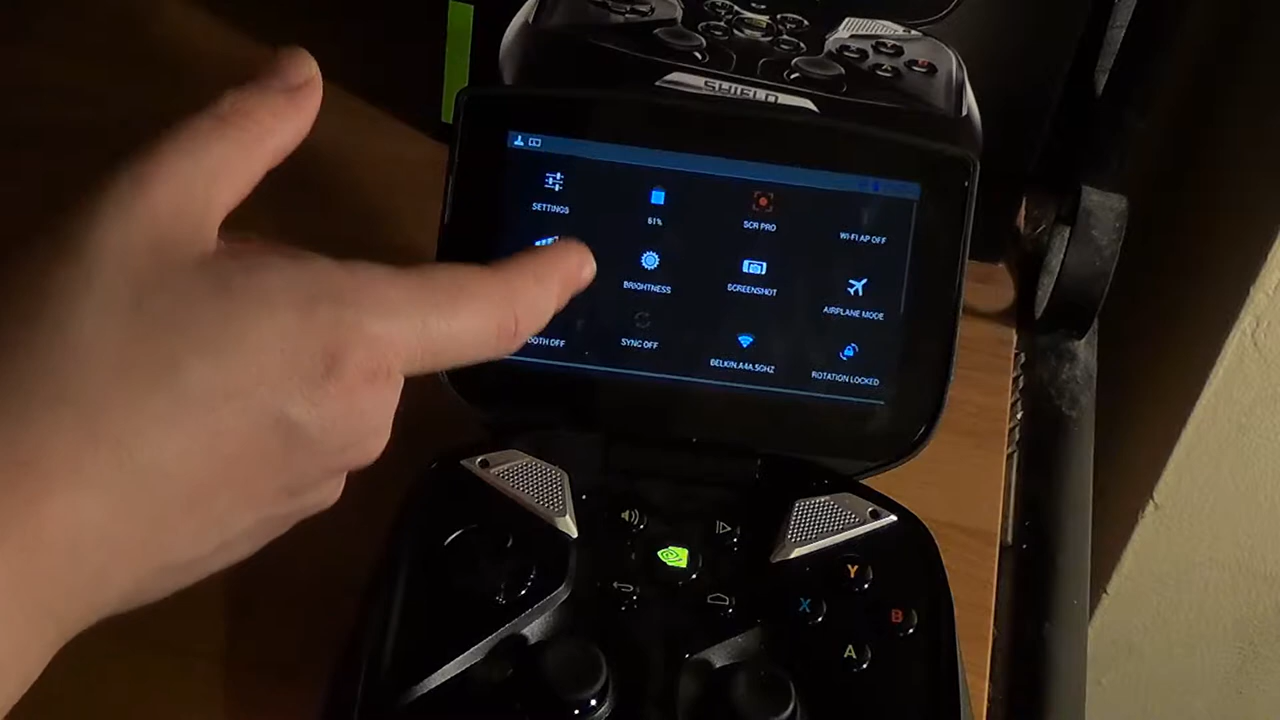 SHIELD
SETTINGS
61%
SCR PRO
WI-FI AP OFF
BRIGHTNESS
SCREENSHOT
AIRPLANE MODE
OOTH OFF
SYNC OFF
BELKIN.A4A.5GHZ
ROTATION LOCKED
Y
X
B
A